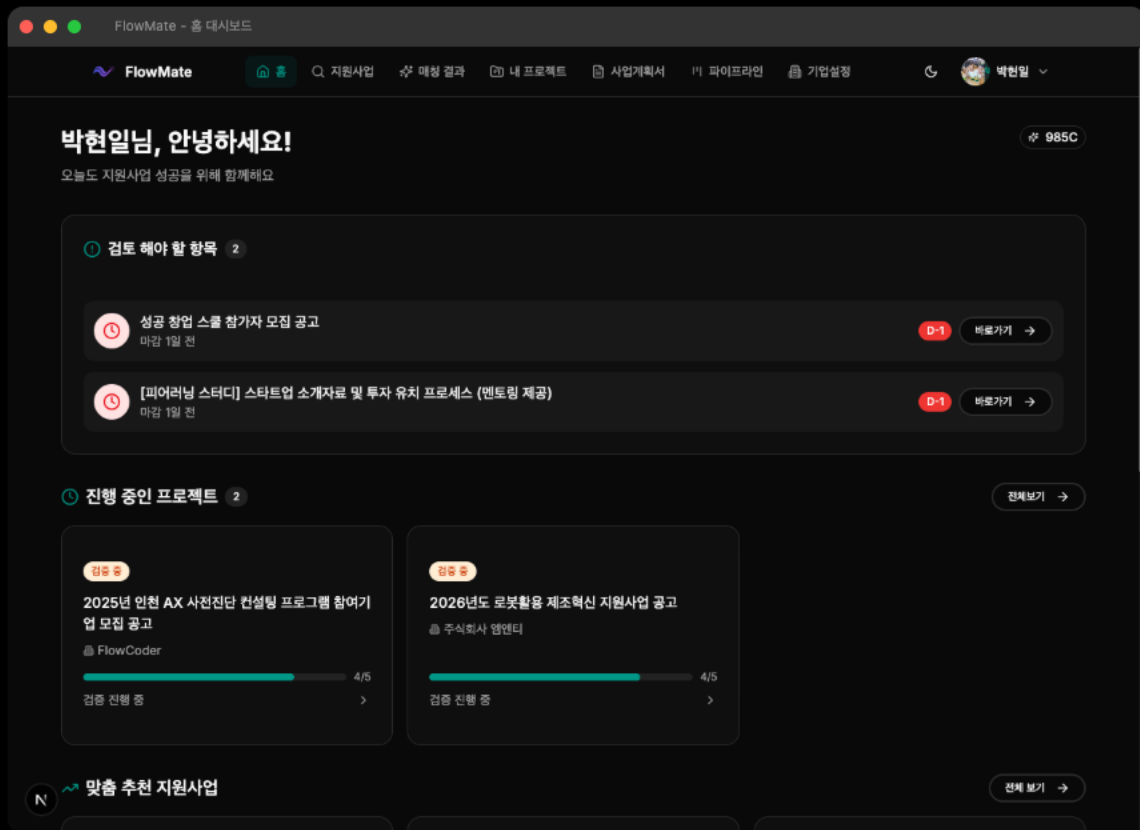 FlowMate - 홈 대시보드
FlowMate 홈 지원사업 매칭 결과 내 프로젝트 사업계획서 파이프라인 기업설정 박현일
박현일님, 안녕하세요! 985C
오늘도 지원사업 성공을 위해 함께해요
검토 해야 할 항목 2
성공 창업 스쿨 참가자 모집 공고
마감 1일 전
D-1 바로가기 →
[피어러닝 스터디] 스타트업 소개자료 및 투자 유치 프로세스 (멘토링 제공)
마감 1일 전
D-1 바로가기 →
진행 중인 프로젝트 2 전체보기 →
검증 중
2025년 인천 AX 사전진단 컨설팅 프로그램 참여기
업 모집 공고
FlowCoder
4/5
검증 진행 중
검증 중
2026년도 로봇활용 제조혁신 지원사업 공고
주식회사 엠엔티
4/5
검증 진행 중
맞춤 추천 지원사업 전체 보기 →
N